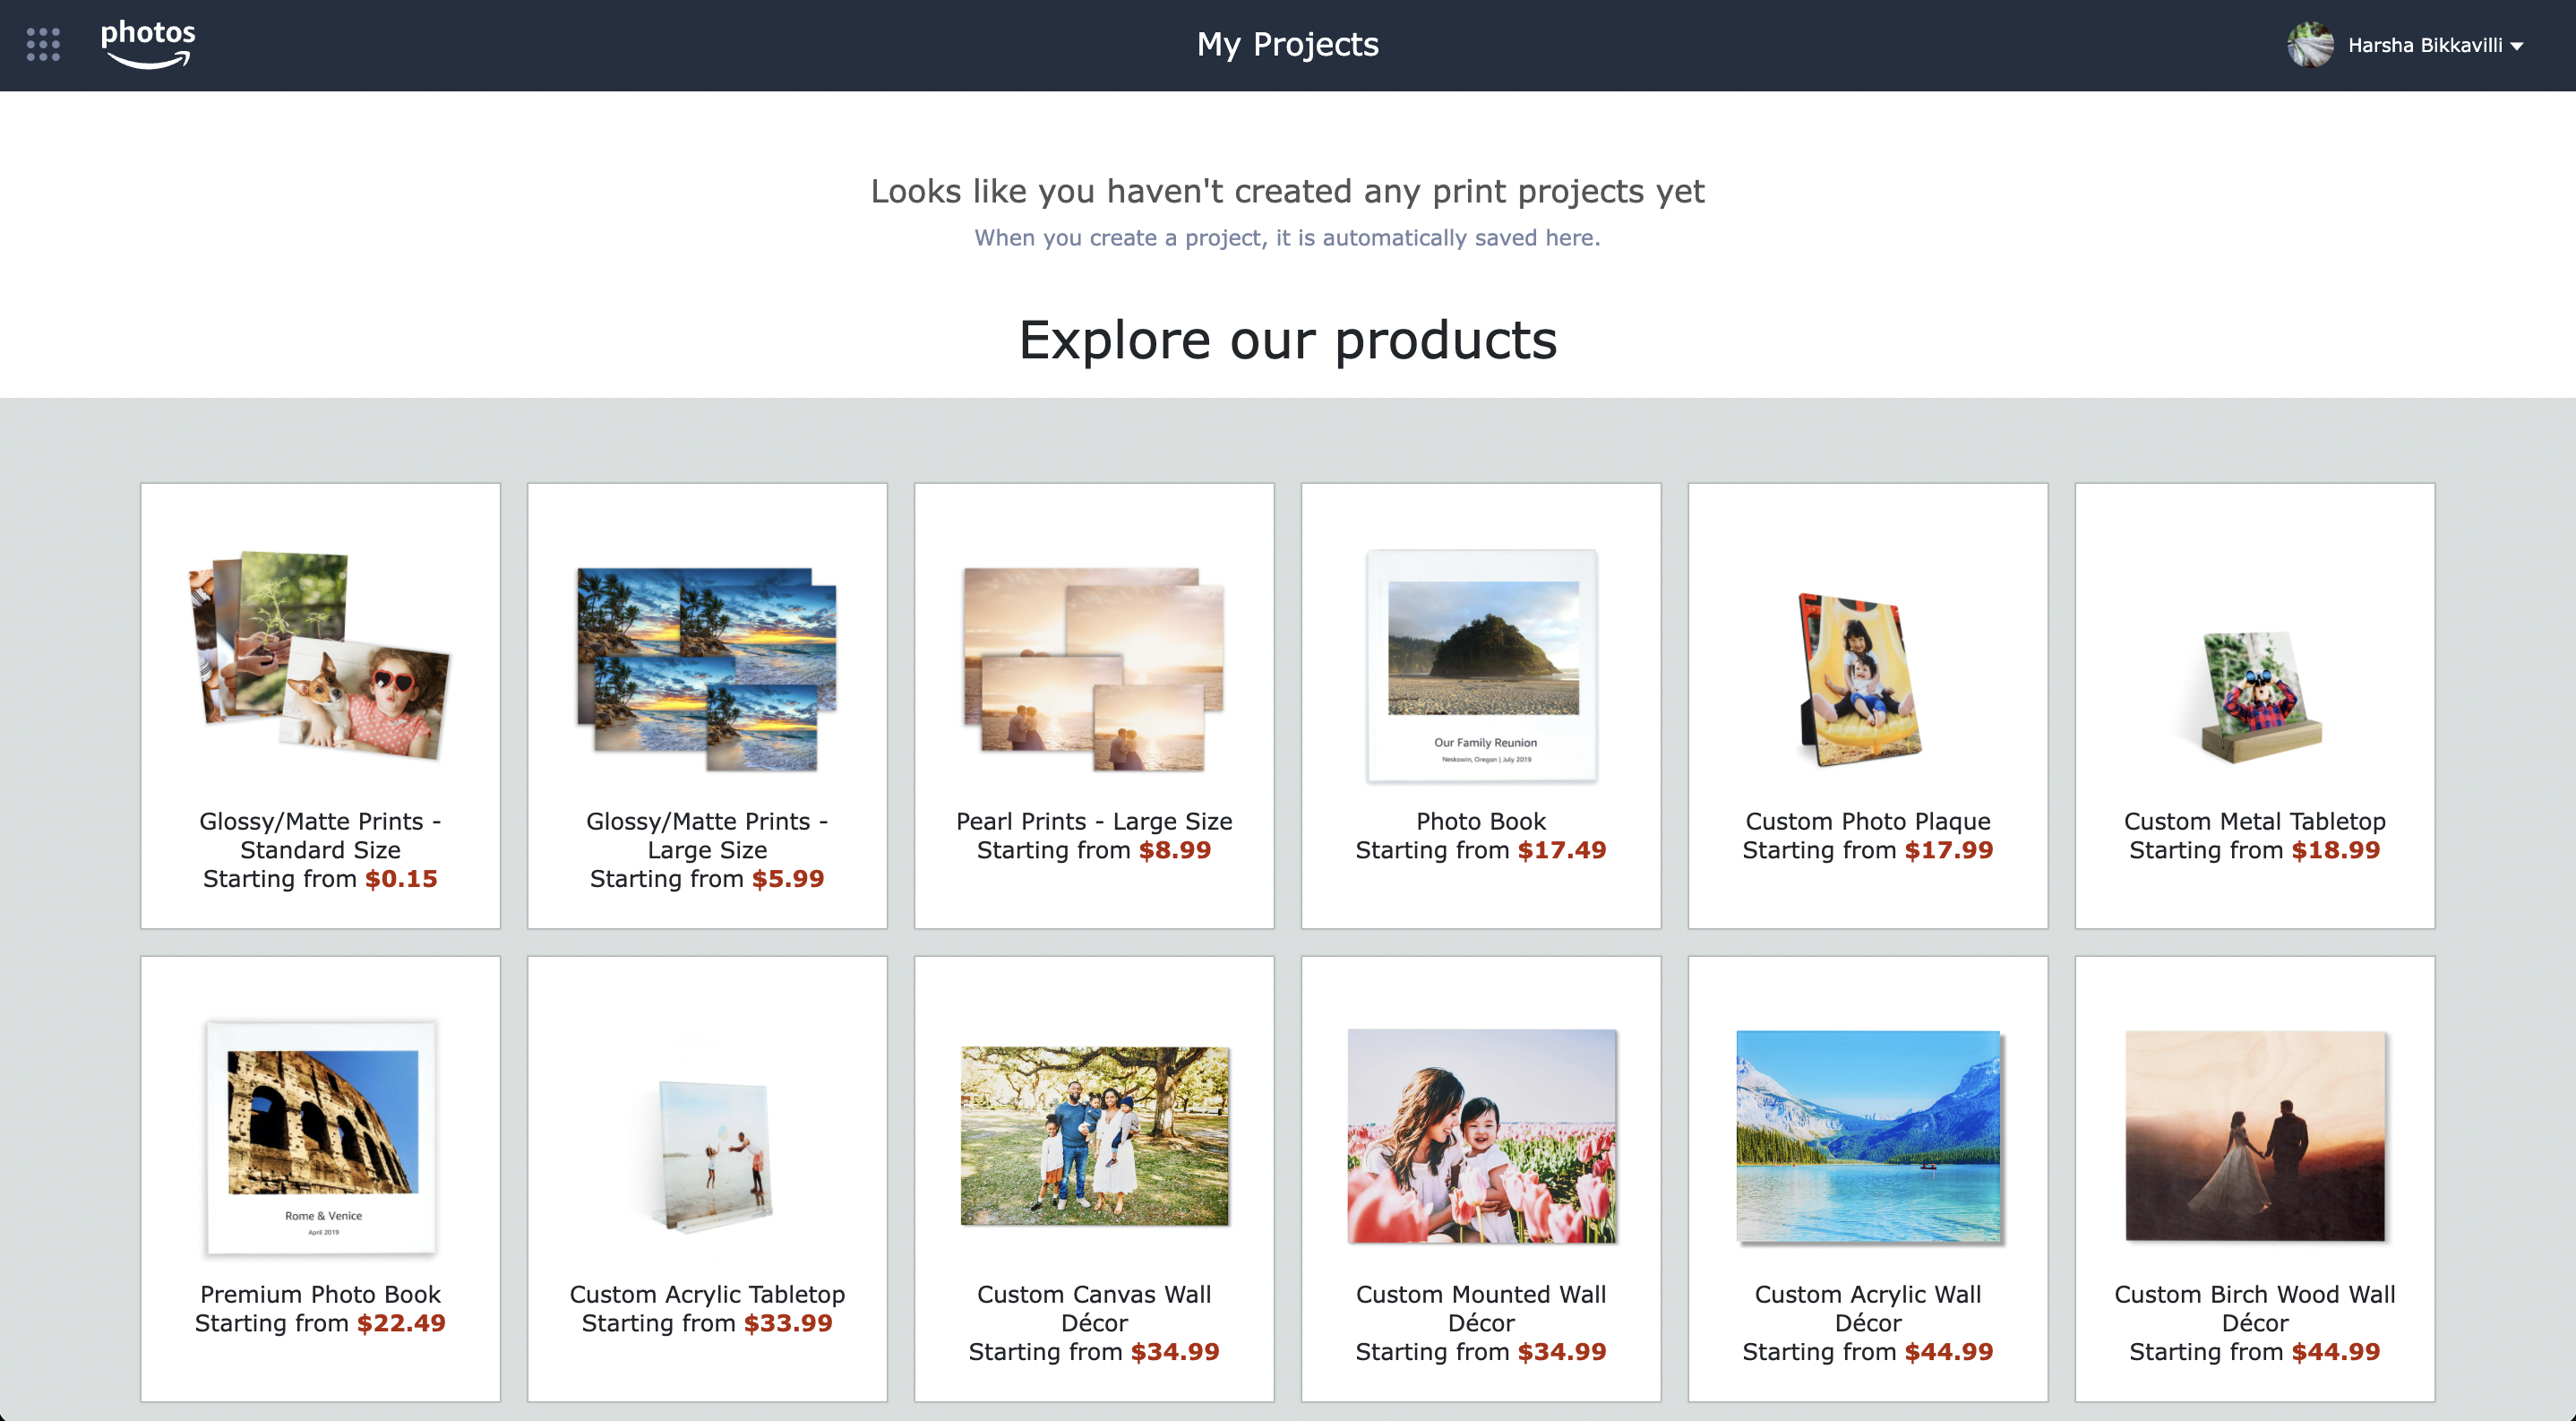 photos
My Projects
Harsha Bikkavilli
Looks like you haven't created any print projects yet
When you create a project, it is automatically saved here.
Explore our products
Glossy/Matte Prints -
Standard Size
Starting from $0.15
Glossy/Matte Prints -
Large Size
Starting from $5.99
Pearl Prints - Large Size
Starting from $8.99
Our Family Reunion
Neskowin, Oregon | July 2019
Photo Book
Starting from $17.49
Custom Photo Plaque
Starting from $17.99
Custom Metal Tabletop
Starting from $18.99
Rome & Venice
April 2019
Premium Photo Book
Starting from $22.49
Custom Acrylic Tabletop
Starting from $33.99
Custom Canvas Wall
Décor
Starting from $34.99
Custom Mounted Wall
Décor
Starting from $34.99
Custom Acrylic Wall
Décor
Starting from $44.99
Custom Birch Wood Wall
Décor
Starting from $44.99